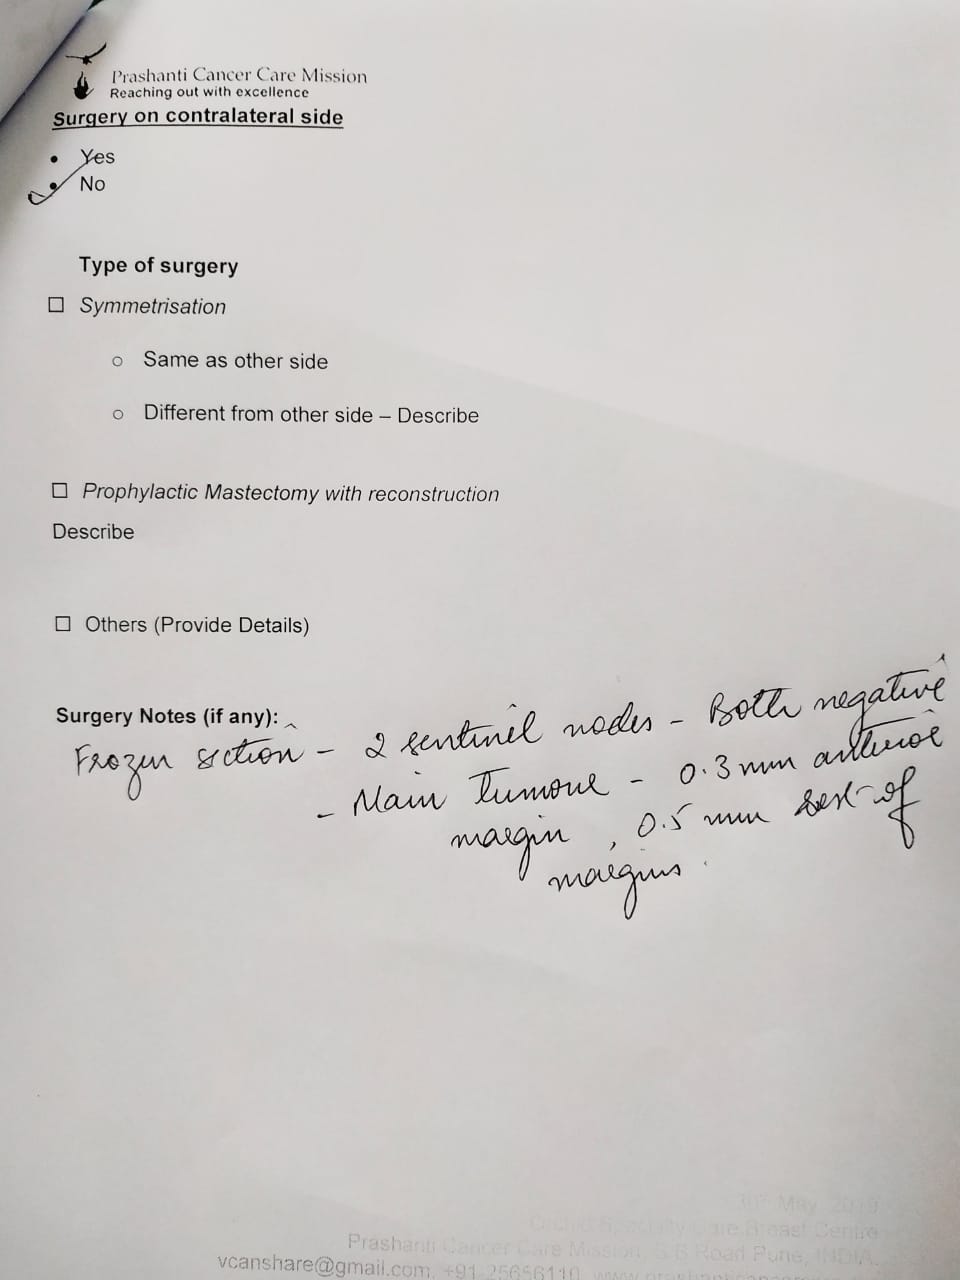 Prashanti Cancer Care Mission
Reaching out with excellence
Surgery on contralateral side
• Yes
• No
Type of surgery
☐ Symmetrisation
o Same as other side
o Different from other side – Describe
☐ Prophylactic Mastectomy with reconstruction
Describe
☐ Others (Provide Details)
Surgery Notes (if any):
Frozen section - 2 sentinel nodes - Both negative
- Main Tumour - 0.3 mm anterior
margin, 0.5 mm rest of
margins.
30th May, 2019
Orchid Specialty Care Breast Centre
Prashanti Cancer Care Mission, S B Road Pune, INDIA.
vcanshare@gmail.com, +91 25656110